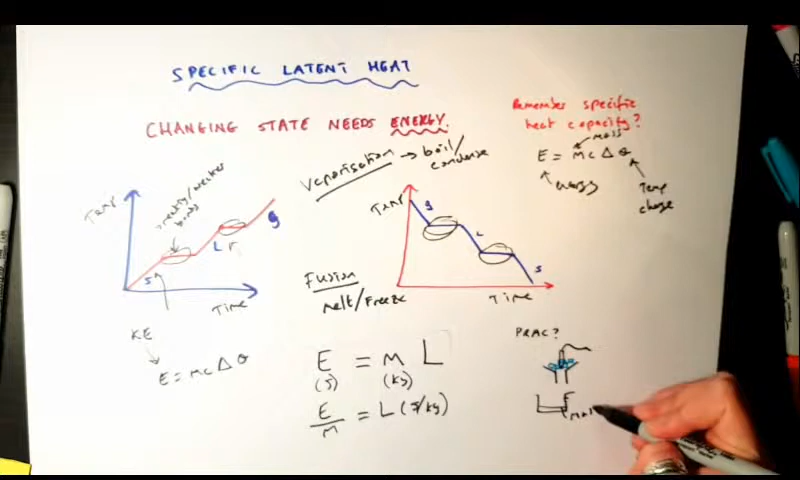 SPECIFIC LATENT HEAT
CHANGING STATE NEEDS ENERGY.
Remember specific
heat capacity?
mass
E = mcΔθ
Energy
Temp
change
Vaporisation → boil/
condense
Temp
bonds
S
L
g
Time
KE
E = mcΔθ
Temp
g
L
S
Time
Fusion
melt/Freeze
E = m L
(J) (kg)
E/M = L (J/kg)
PRAC?